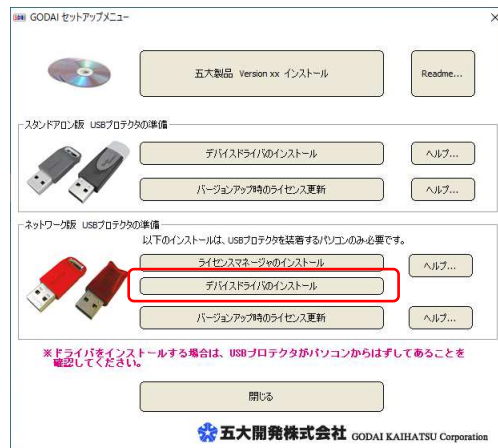 GODAI セットアップメニュー
五大製品 Version xx インストール
Readme...
スタンドアロン版 USBプロテクタの準備
デバイスドライバのインストール
ヘルプ...
バージョンアップ時のライセンス更新
ヘルプ...
ネットワーク版 USBプロテクタの準備
以下のインストールは、USBプロテクタを装着するパソコンのみ必要です。
ライセンスマネージャのインストール
ヘルプ...
デバイスドライバのインストール
バージョンアップ時のライセンス更新
ヘルプ...
※ドライバをインストールする場合は、USBプロテクタがパソコンからはずしてあることを
確認してください。
閉じる
五大開発株式会社 GODAI KAIHATSU Corporation